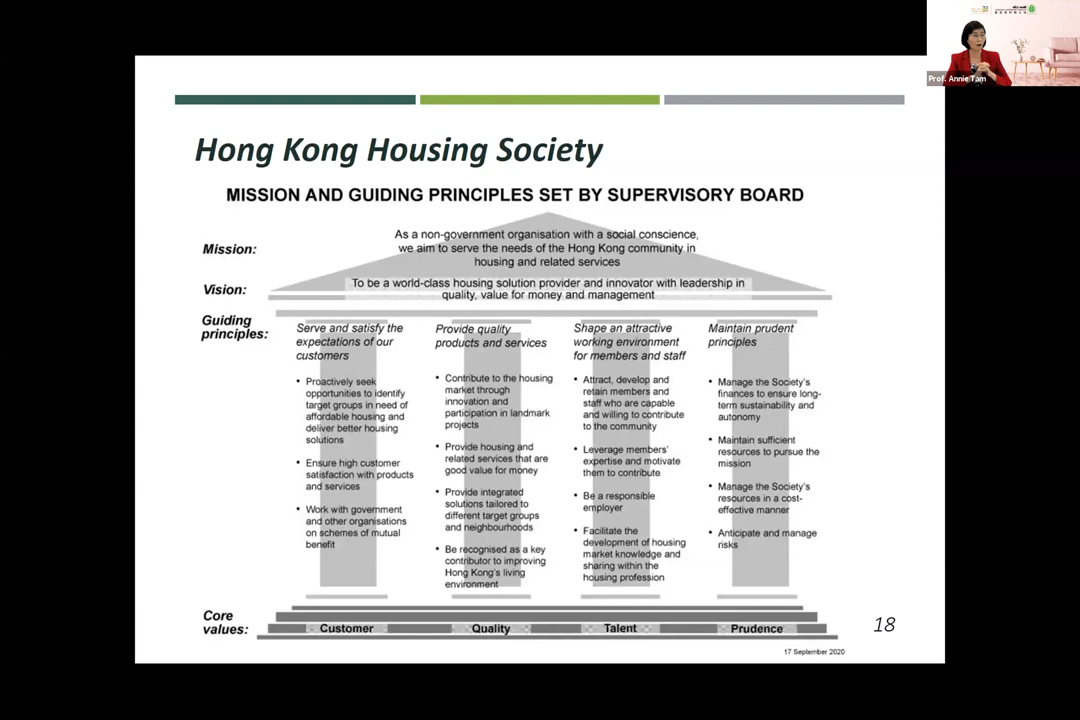 Prof. Annie Tam
Hong Kong Housing Society
MISSION AND GUIDING PRINCIPLES SET BY SUPERVISORY BOARD
Mission:
As a non-government organisation with a social conscience,
we aim to serve the needs of the Hong Kong community in
housing and related services
Vision:
To be a world-class housing solution provider and innovator with leadership in
quality, value for money and management
Guiding
principles:
Serve and satisfy the
expectations of our
customers
• Proactively seek
opportunities to identify
target groups in need of
affordable housing and
deliver better housing
solutions
• Ensure high customer
satisfaction with products
and services
• Work with government
and other organisations
on schemes of mutual
benefit
Provide quality
products and services
• Contribute to the housing
market through
innovation and
participation in landmark
projects
• Provide housing and
related services that are
good value for money
• Provide integrated
solutions tailored to
different target groups
and neighbourhoods
• Be recognised as a key
contributor to improving
Hong Kong's living
environment
Shape an attractive
working environment
for members and staff
• Attract, develop and
retain members and
staff who are capable
and willing to contribute
to the community
• Leverage members'
expertise and motivate
them to contribute
• Be a responsible
employer
• Facilitate the
development of housing
market knowledge and
sharing within the
housing profession
Maintain prudent
principles
• Manage the Society's
finances to ensure long-
term sustainability and
autonomy
• Maintain sufficient
resources to pursue the
mission
• Manage the Society's
resources in a cost-
effective manner
• Anticipate and manage
risks
Core
values:
Customer
Quality
Talent
Prudence
18
17 September 2020